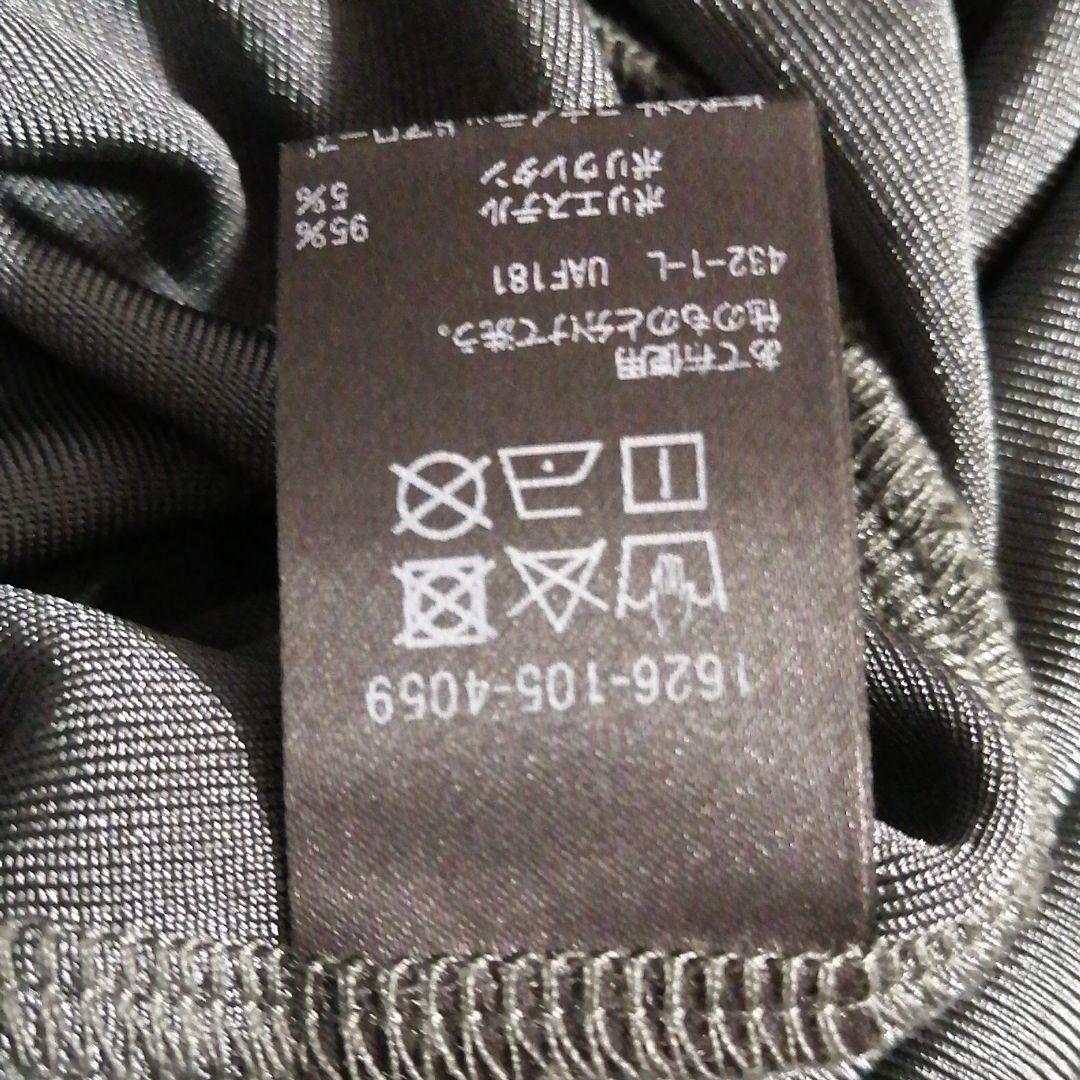 1626-105-4059
あて布使用
他のものと分けて洗う。
432-1-L UAF181
ポリエステル 95%
ポリウレタン 5%